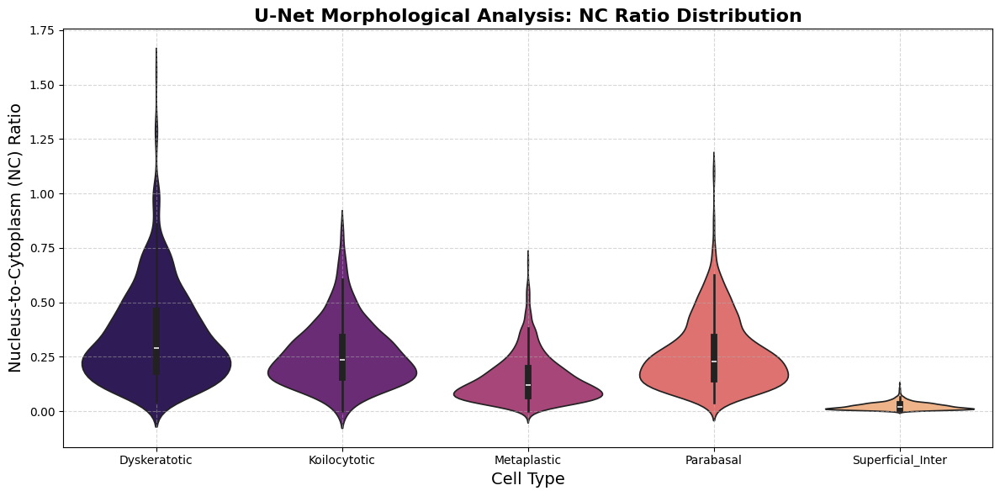 U-Net Morphological Analysis: NC Ratio Distribution
Nucleus-to-Cytoplasm (NC) Ratio
1.75
1.50
1.25
1.00
0.75
0.50
0.25
0.00
Dyskeratotic Koilocytotic Metaplastic Parabasal Superficial_Inter
Cell Type